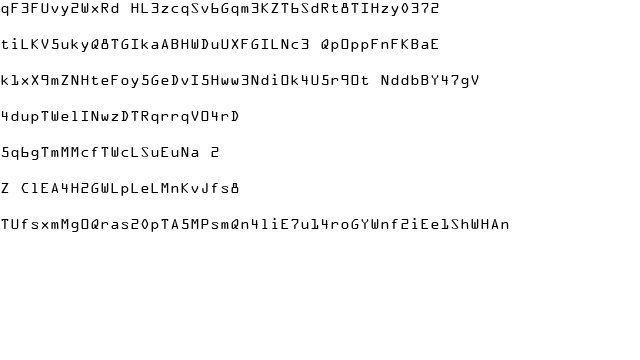 qF3FUvy2WxRd HL3zcqSv6Gqm3KZT6SdRt8TIHzy0372
tiLKV5ukyQ8TGIkaABHWDuUXFGILNc3 QpOppFnFKBaE
k1xX9mZNHteFoy5GeDvI5Hww3NdiOk4U5r9Ot NddbBY47gV
4dupTWelINwzDTRqrrqVO4rD
5q6gTmMMcfTWcLSuEuNa 2
Z ClEA4H2GWLpLeLMnKvJfs8
TUfsxmMgOQras20pTA5MPsmQn4liE7u14roGYWnf2iEe1ShWHAn